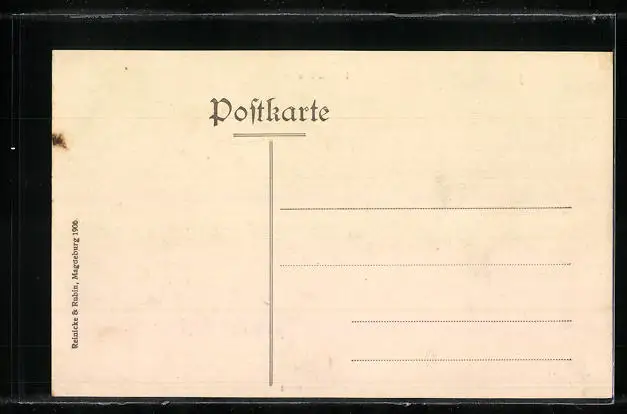 Poſtkarte
Reinicke & Rubin, Magdeburg 1906.